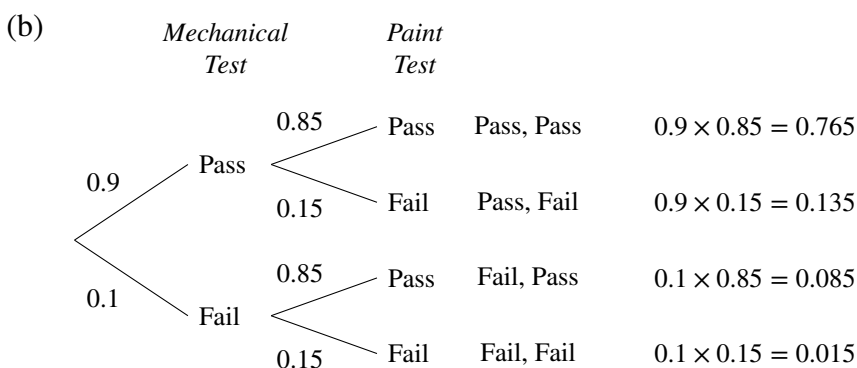 (b)
Mechanical Test
Paint Test
0.9
Pass
0.85
Pass
Pass, Pass
0.9 × 0.85 = 0.765
0.15
Fail
Pass, Fail
0.9 × 0.15 = 0.135
0.1
Fail
0.85
Pass
Fail, Pass
0.1 × 0.85 = 0.085
0.15
Fail
Fail, Fail
0.1 × 0.15 = 0.015